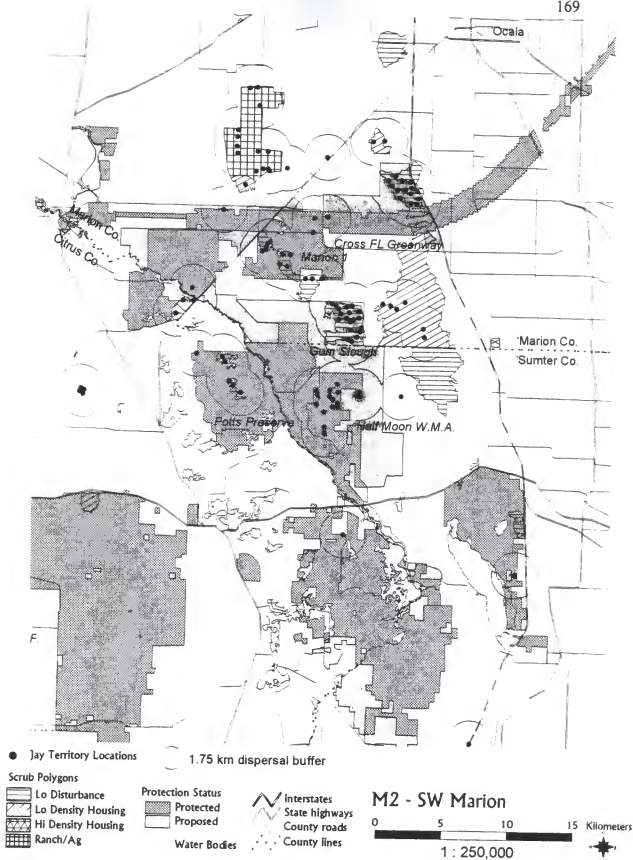 169
Ocala
Marion Co.
Citrus Co.
Cross FL Greenway
Marion 1
Gum Slough
Marion Co.
Sumter Co.
Potts Preserve
Half Moon W.M.A.
F.
Jay Territory Locations
1.75 km dispersal buffer
Scrub Polygons
Lo Disturbance
Lo Density Housing
Hi Density Housing
Ranch/Ag
Protection Status
Protected
Proposed
Water Bodies
Interstates
State highways
County roads
County lines
M2 - SW Marion
0 5 10 15 Kilometers
1 : 250,000